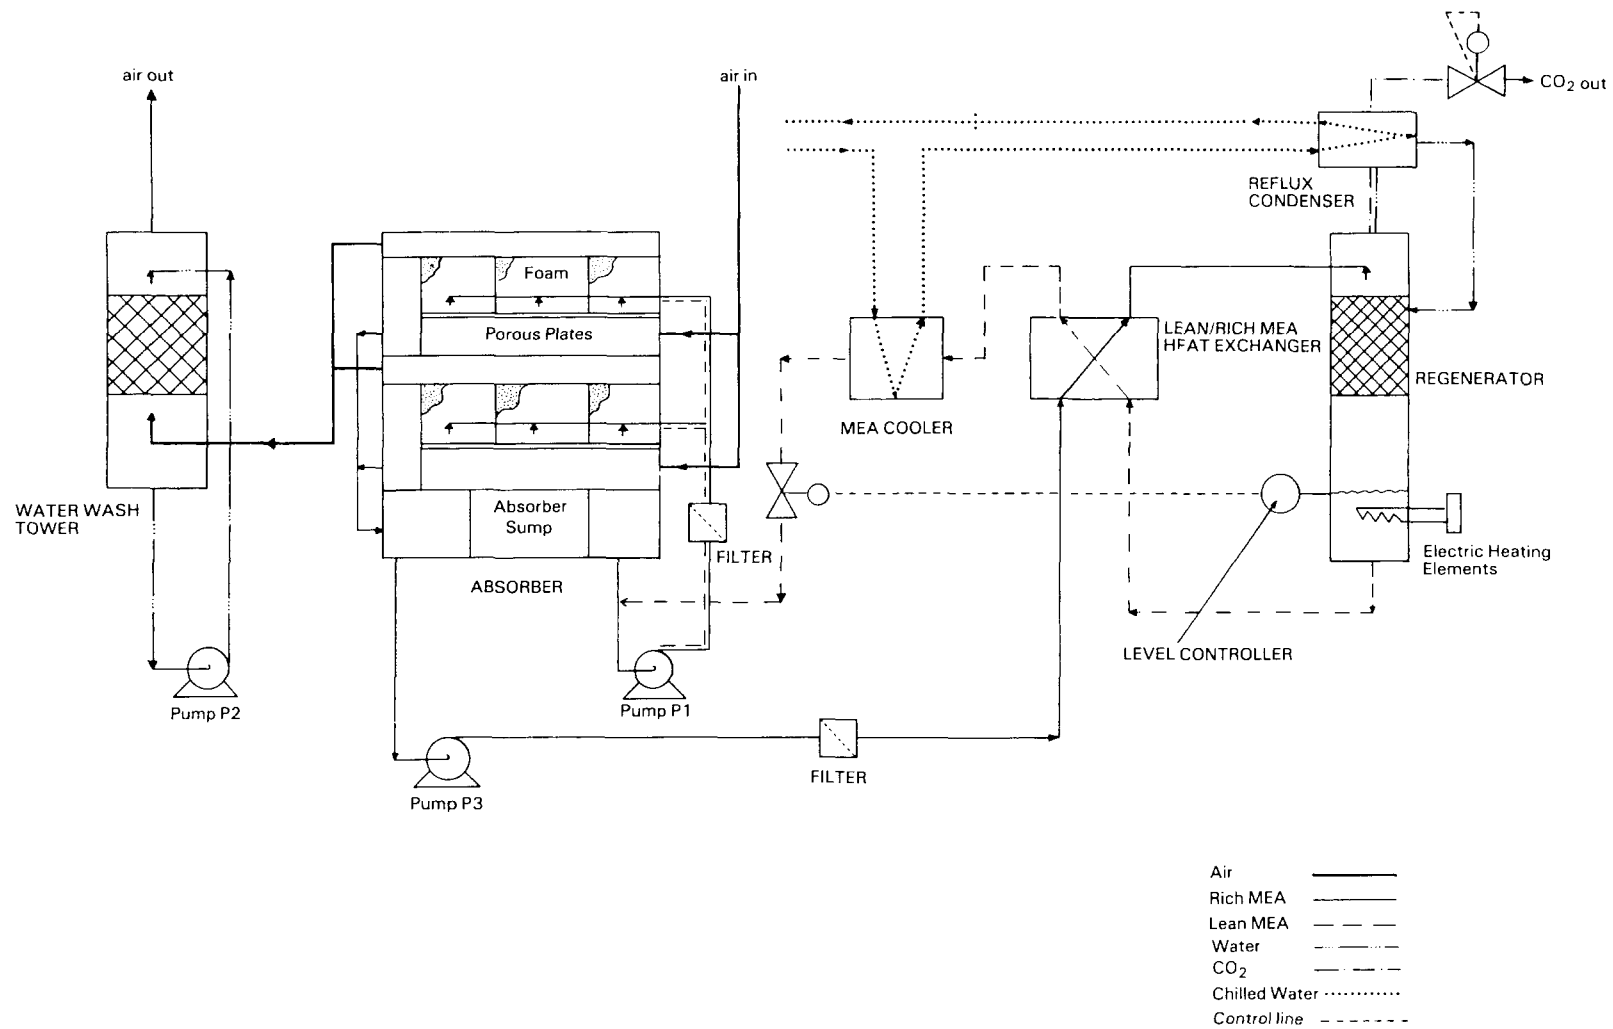 air out
air in
CO2 out
REFLUX
CONDENSER
Foam
Porous Plates
LEAN/RICH MEA
HEAT EXCHANGER
REGENERATOR
MEA COOLER
WATER WASH
TOWER
Absorber
Sump
FILTER
ABSORBER
Electric Heating
Elements
LEVEL CONTROLLER
Pump P2
Pump P1
FILTER
Pump P3
Air
Rich MEA
Lean MEA
Water
CO2
Chilled Water
Control line